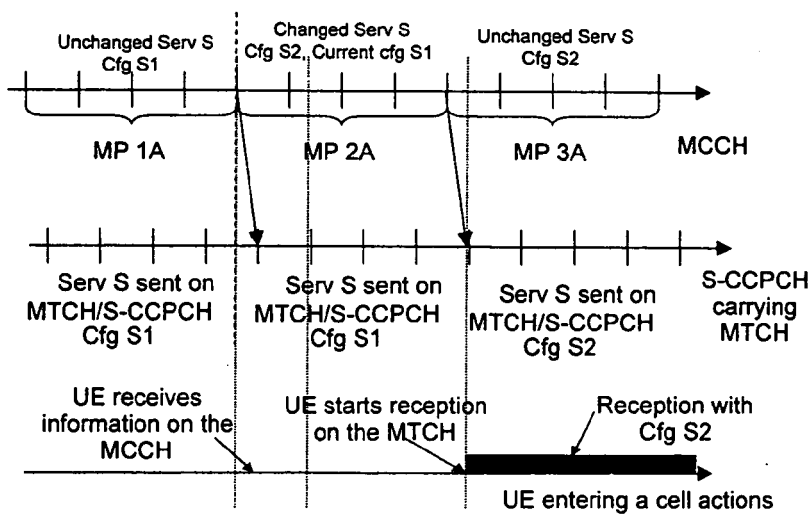 Unchanged Serv S
Cfg S1
Changed Serv S
Cfg S2, Current cfg S1
Unchanged Serv S
Cfg S2
MP 1A
MP 2A
MP 3A
MCCH
Serv S sent on
MTCH/S-CCPCH
Cfg S1
Serv S sent on
MTCH/S-CCPCH
Cfg S1
Serv S sent on
MTCH/S-CCPCH
Cfg S2
S-CCPCH
carrying
MTCH
UE receives
information on the
MCCH
UE starts reception
on the MTCH
Reception with
Cfg S2
UE entering a cell actions